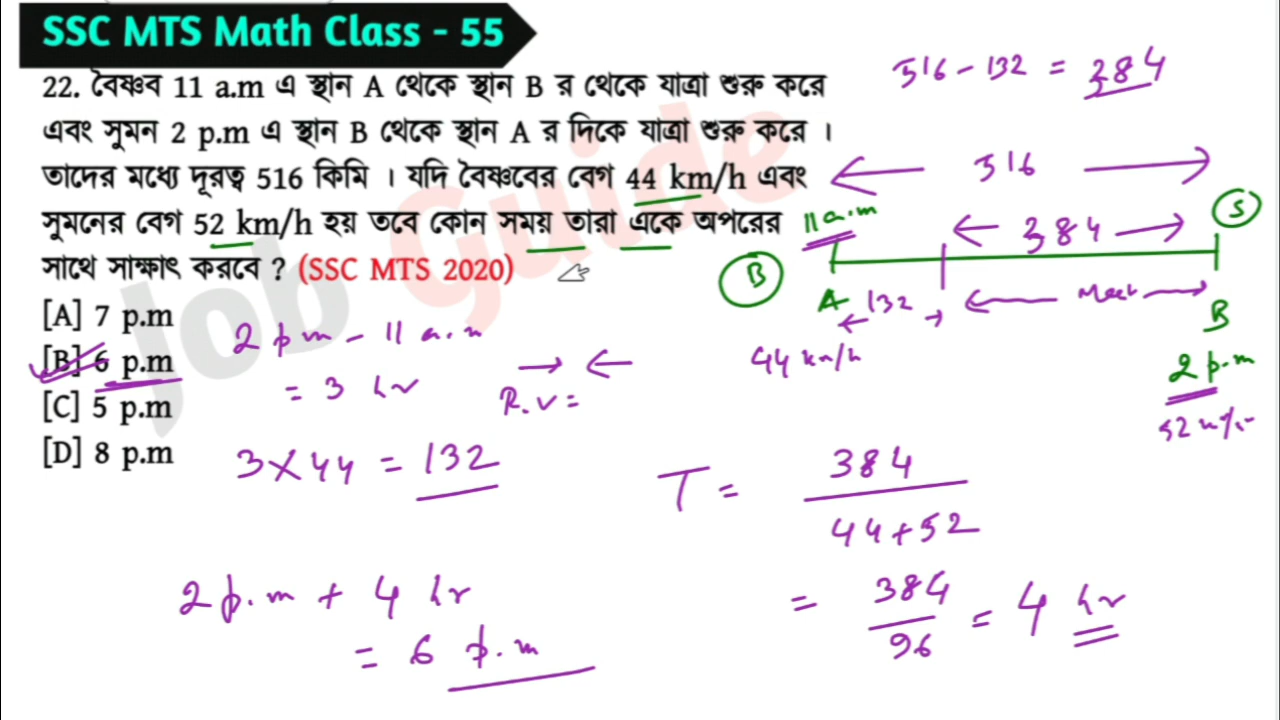 SSC MTS Math Class - 55
22. বৈষ্ণব 11 a.m এ স্থান A থেকে স্থান B র থেকে যাত্রা শুরু করে
এবং সুমন 2 p.m এ স্থান B থেকে স্থান A র দিকে যাত্রা শুরু করে ।
তাদের মধ্যে দূরত্ব 516 কিমি । যদি বৈষ্ণবের বেগ 44 km/h এবং
সুমনের বেগ 52 km/h হয় তবে কোন সময় তারা একে অপরের
সাথে সাক্ষাৎ করবে ? (SSC MTS 2020)
[A] 7 p.m
[B] 6 p.m
[C] 5 p.m
[D] 8 p.m
Job Guide
516 - 132 = 384
516
11 a.m
S
384
B
A
132
Meet
B
44 km/h
2 p.m
52 km/h
2 p m - 11 a.m
= 3 hr
R.V =
3 X 44 = 132
T = 384
44 + 52
= 384
96
= 4 hr
2 p.m + 4 hr
= 6 p.m